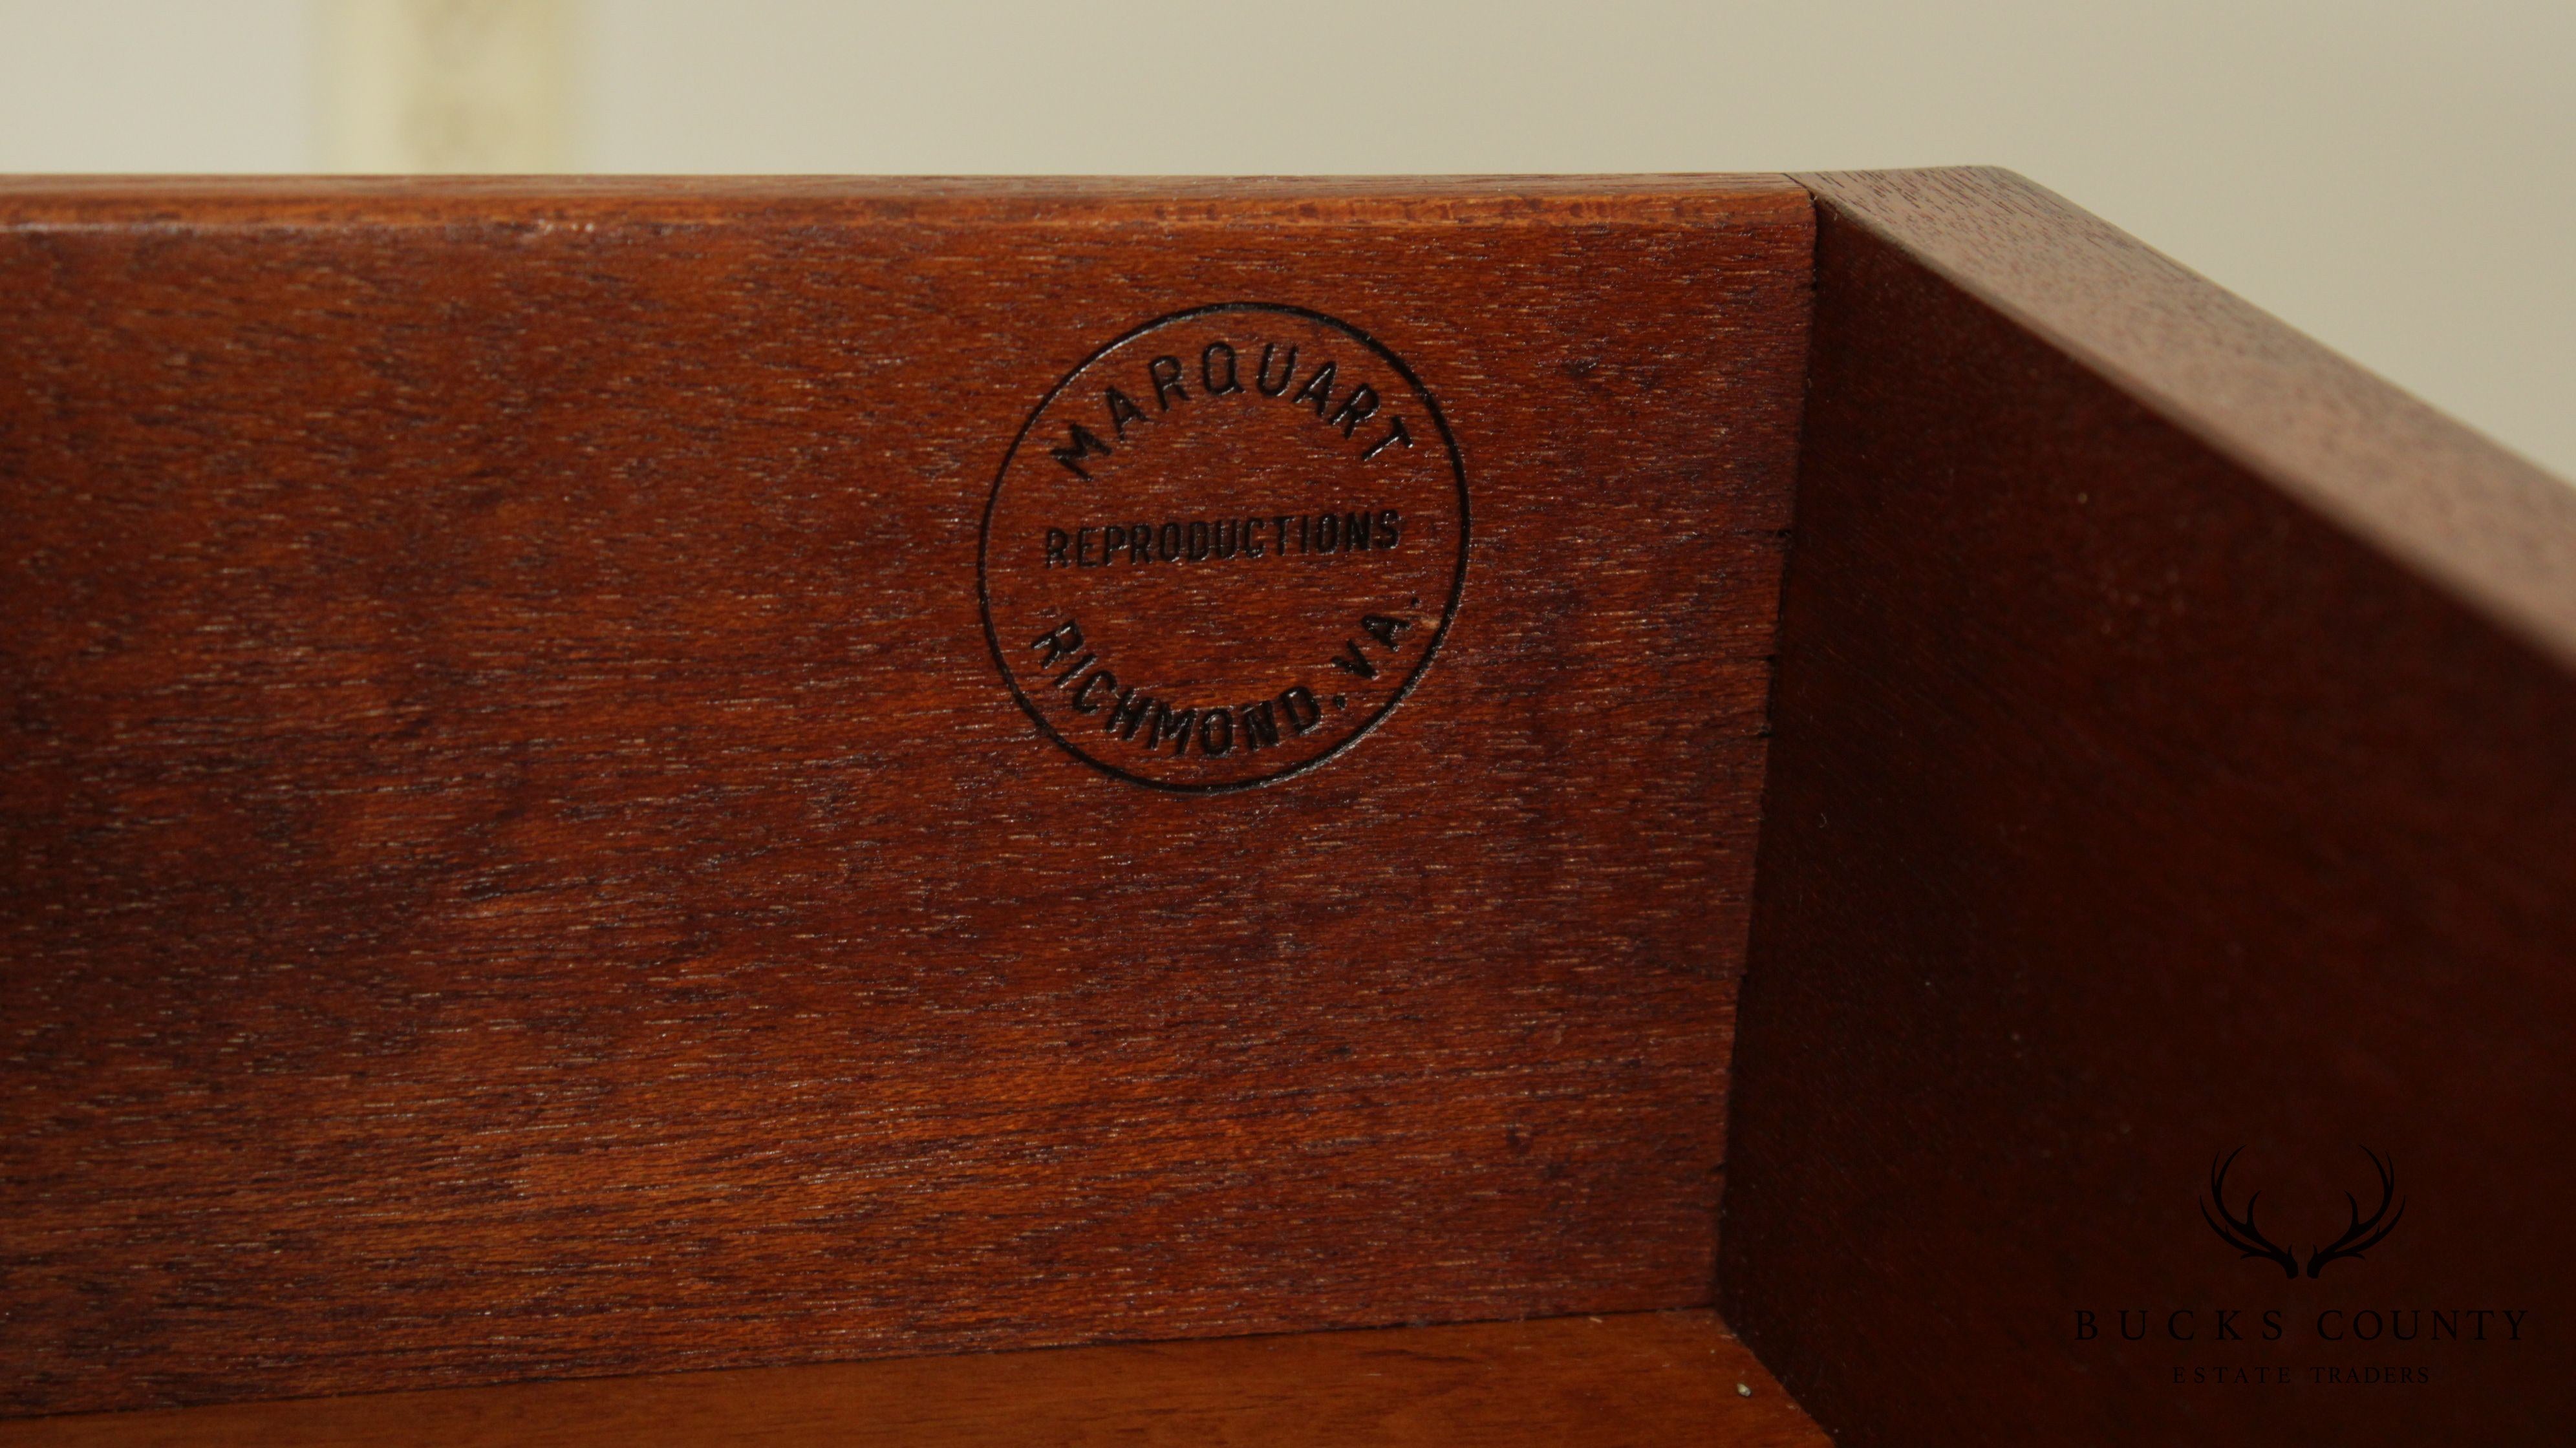 MARQUART
REPRODUCTIONS
RICHMOND, VA.
BUCKS COUNTY
ESTATE TRADERS